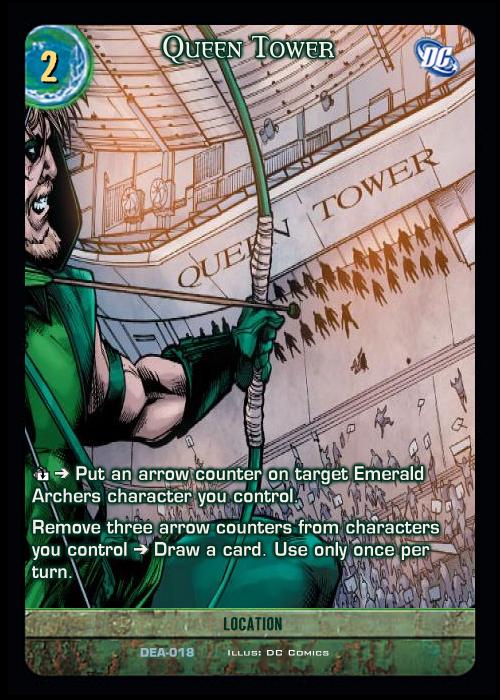 QUEEN TOWER
2
DC
QUEEN TOWER
➔ Put an arrow counter on target Emerald
Archers character you control.
Remove three arrow counters from characters
you control ➔ Draw a card. Use only once per
turn.
LOCATION
DEA-018 ILLUS: DC COMICS